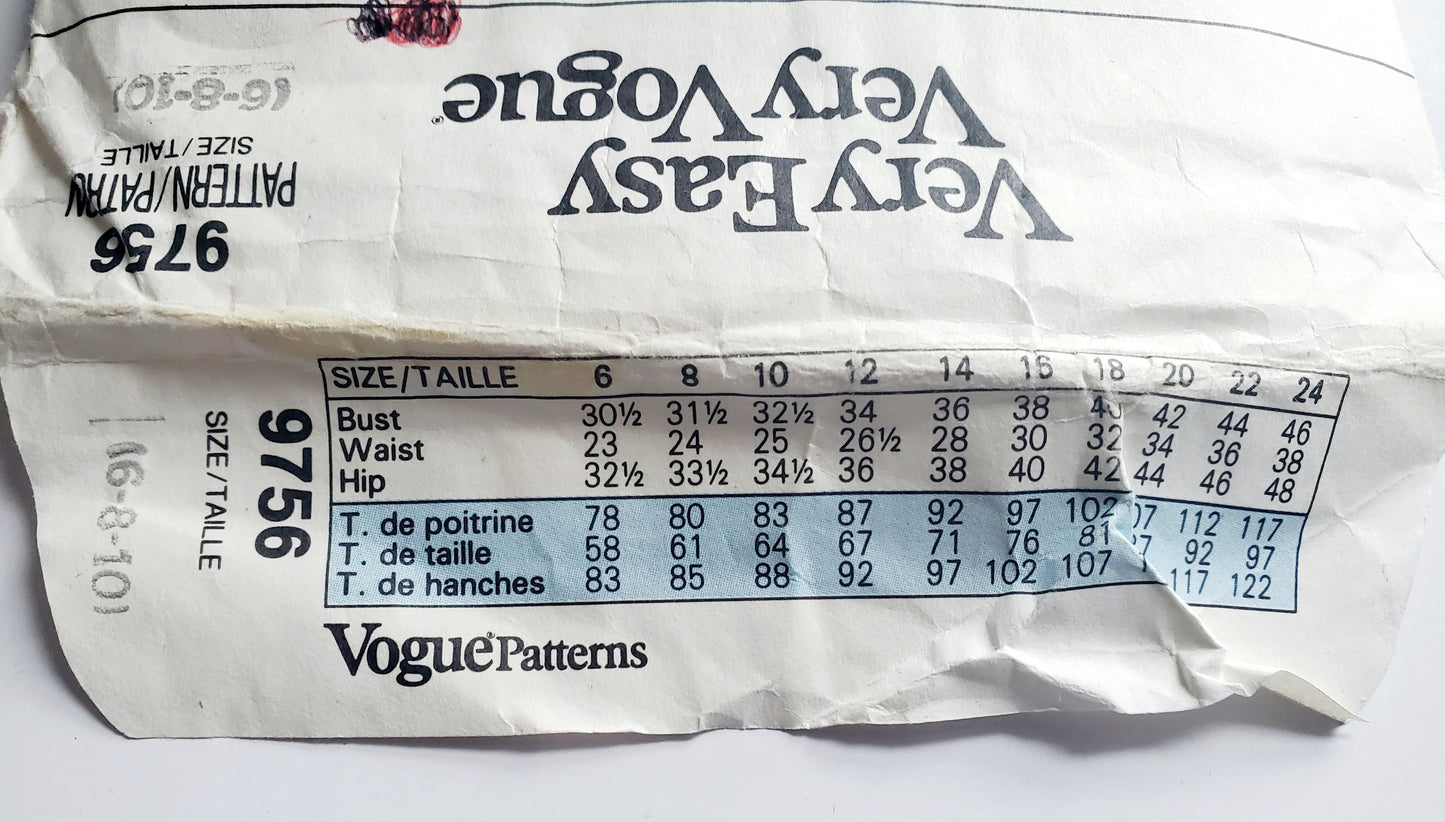 Very Easy
Very Vogue®
9756
PATTERN/PATRN
SIZE/TAILLE
(6-8-10)
(6-8-10)
SIZE/TAILLE
9756
SIZE/TAILLE 6 8 10 12 14 16 18 20 22 24
Bust 30½ 31½ 32½ 34 36 38 42 44 46
Waist 23 24 25 26½ 28 30 32 34 36 38
Hip 32½ 33½ 34½ 36 38 40 42 44 46 48
T. de poitrine 78 80 83 87 92 97 102 112 117
T. de taille 58 61 64 67 71 76 81 92 97
T. de hanches 83 85 88 92 97 102 107 117 122
Vogue® Patterns